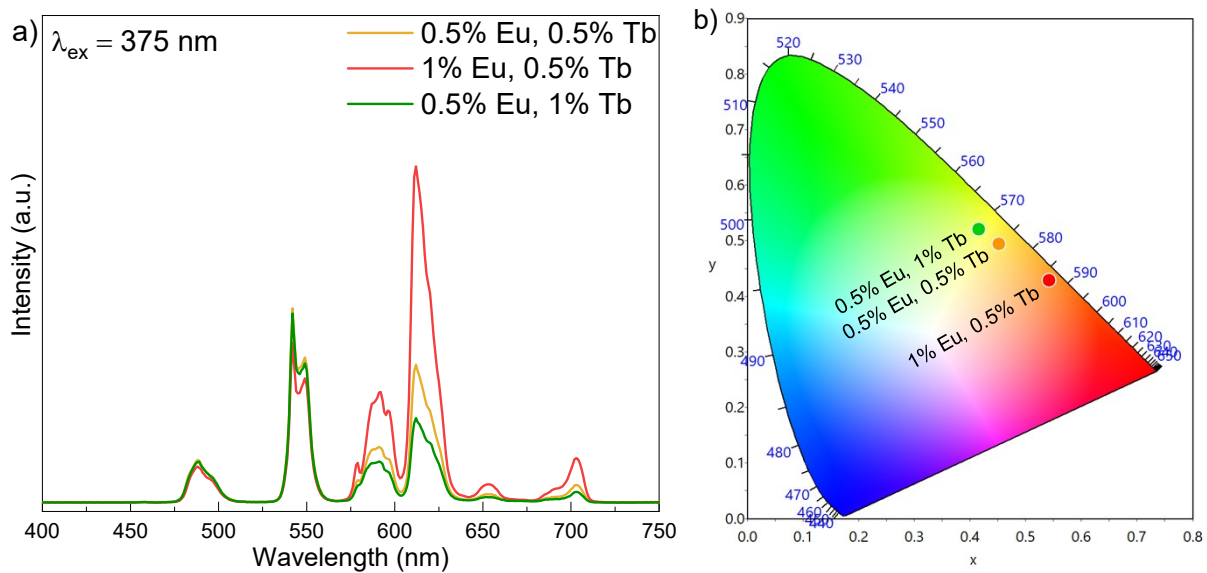 a)
λex = 375 nm
0.5% Eu, 0.5% Tb
1% Eu, 0.5% Tb
0.5% Eu, 1% Tb
Intensity (a.u.)
400 450 500 550 600 650 700 750
Wavelength (nm)
b)
0.9
0.8
0.7
0.6
0.5
0.4
0.3
0.2
0.1
0.0
y
520
530
540
510
550
560
570
500
580
590
600
610
620
630
640
650
490
480
470
460
440
0.5% Eu, 1% Tb
0.5% Eu, 0.5% Tb
1% Eu, 0.5% Tb
0.0 0.1 0.2 0.3 0.4 0.5 0.6 0.7 0.8
x